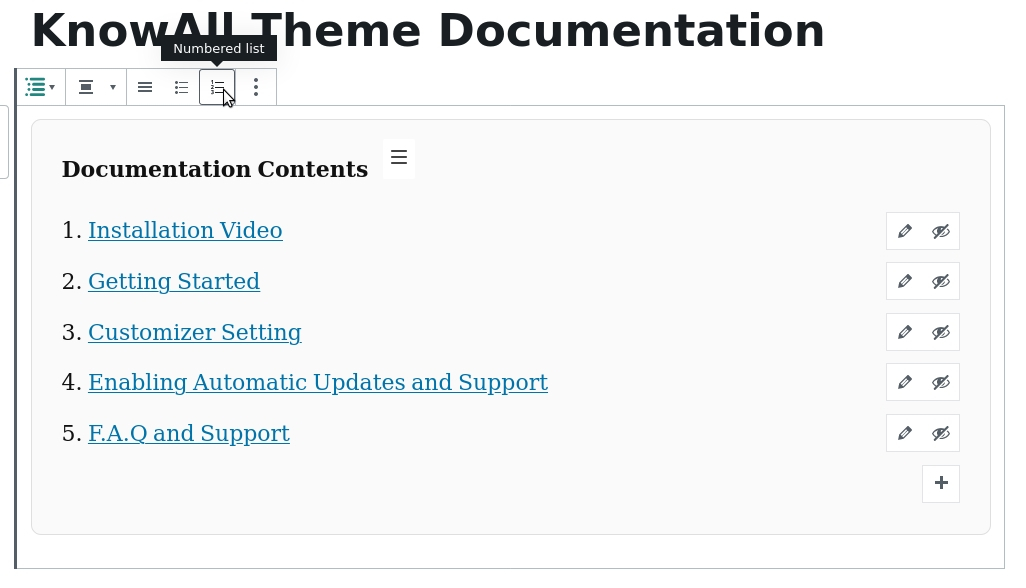 KnowAll Theme Documentation
Numbered list
Documentation Contents
1. Installation Video
2. Getting Started
3. Customizer Setting
4. Enabling Automatic Updates and Support
5. F.A.Q and Support